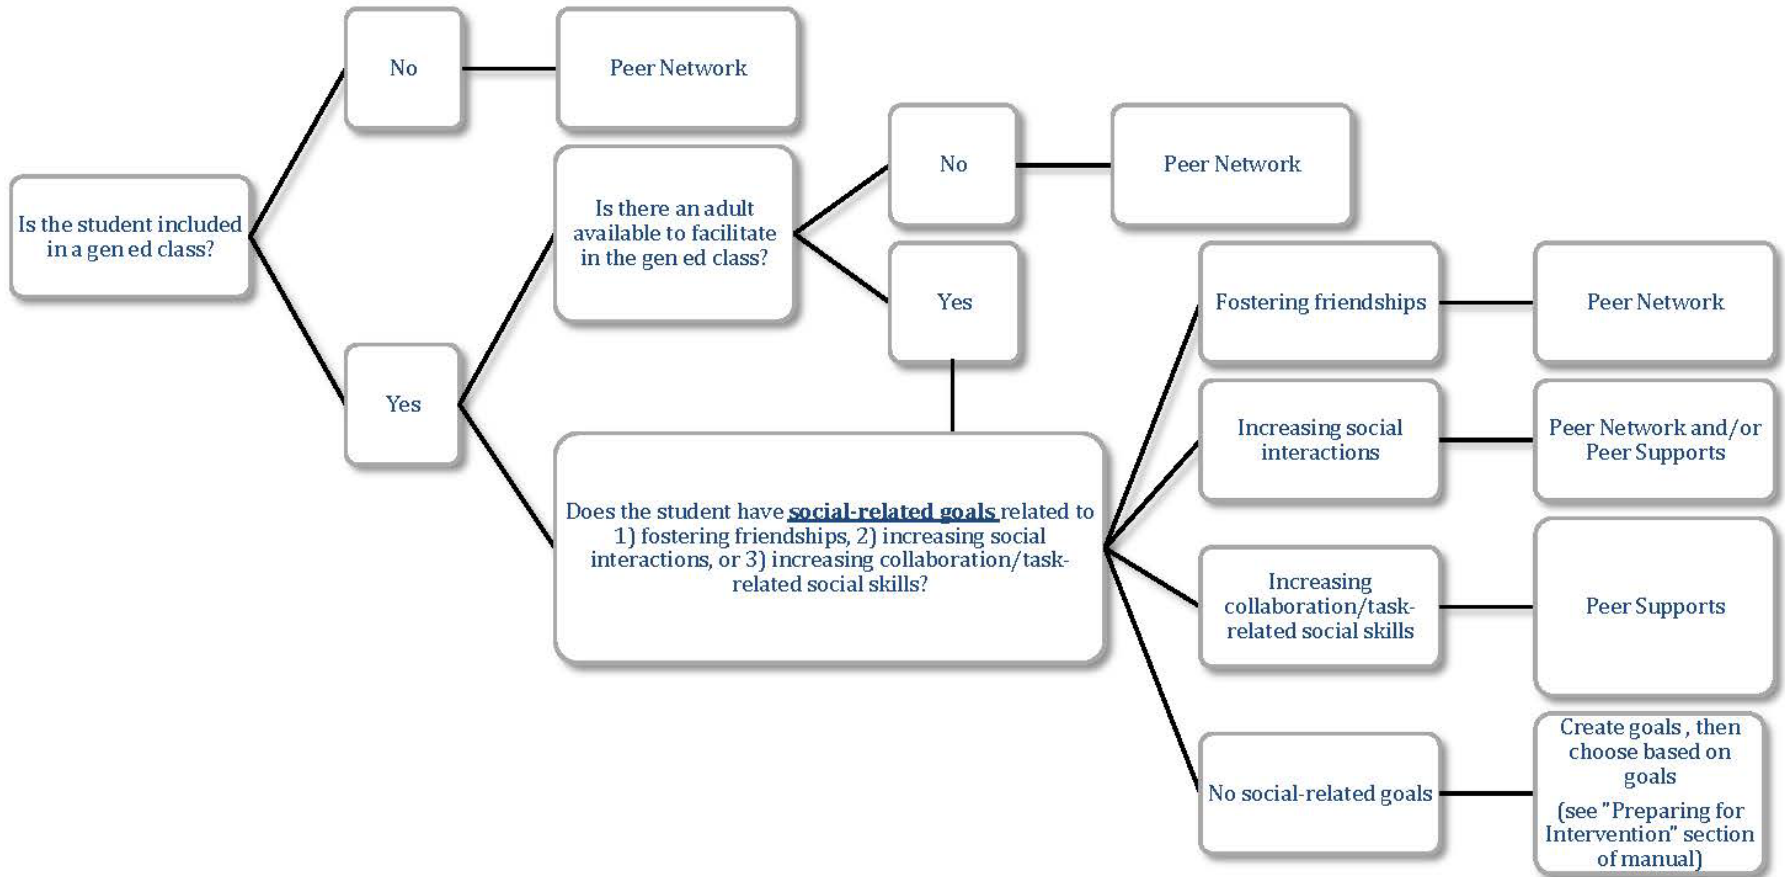 Is the student included
in a gen ed class?
No
Peer Network
Yes
Is there an adult
available to facilitate
in the gen ed class?
No
Peer Network
Yes
Does the student have social-related goals related to
1) fostering friendships, 2) increasing social
interactions, or 3) increasing collaboration/task-
related social skills?
Fostering friendships
Peer Network
Increasing social
interactions
Peer Network and/or
Peer Supports
Increasing
collaboration/task-
related social skills
Peer Supports
No social-related goals
Create goals , then
choose based on
goals
(see "Preparing for
Intervention" section
of manual)